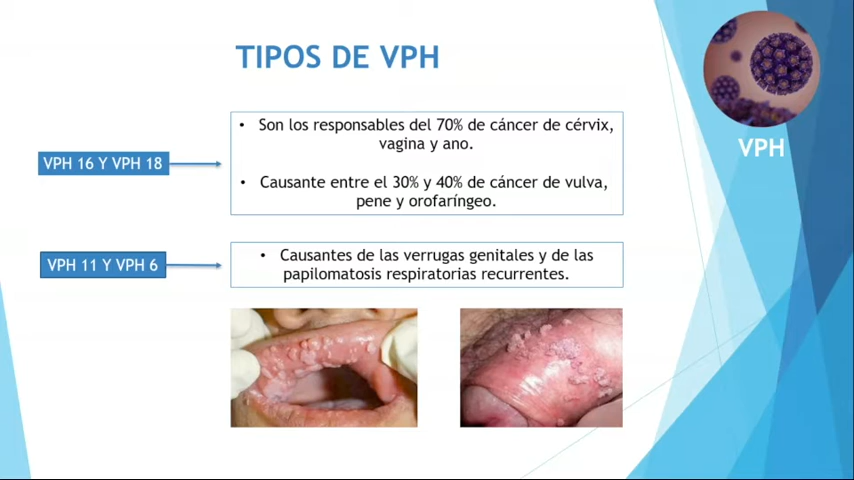 TIPOS DE VPH
VPH
VPH 16 Y VPH 18
• Son los responsables del 70% de cáncer de cérvix,
vagina y ano.
• Causante entre el 30% y 40% de cáncer de vulva,
pene y orofaríngeo.
VPH 11 Y VPH 6
• Causantes de las verrugas genitales y de las
papilomatosis respiratorias recurrentes.